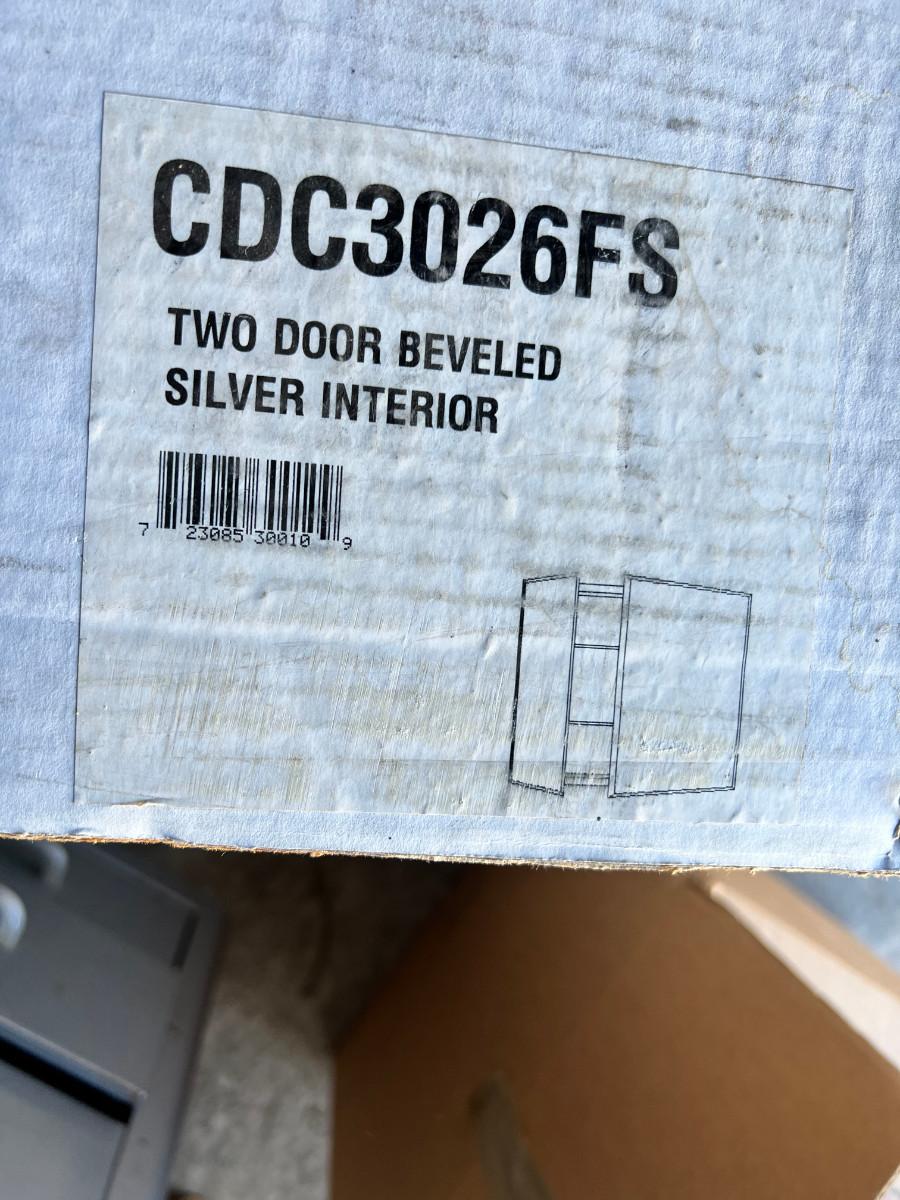 CDC3026FS
TWO DOOR BEVELED
SILVER INTERIOR
7 23085 30010 9